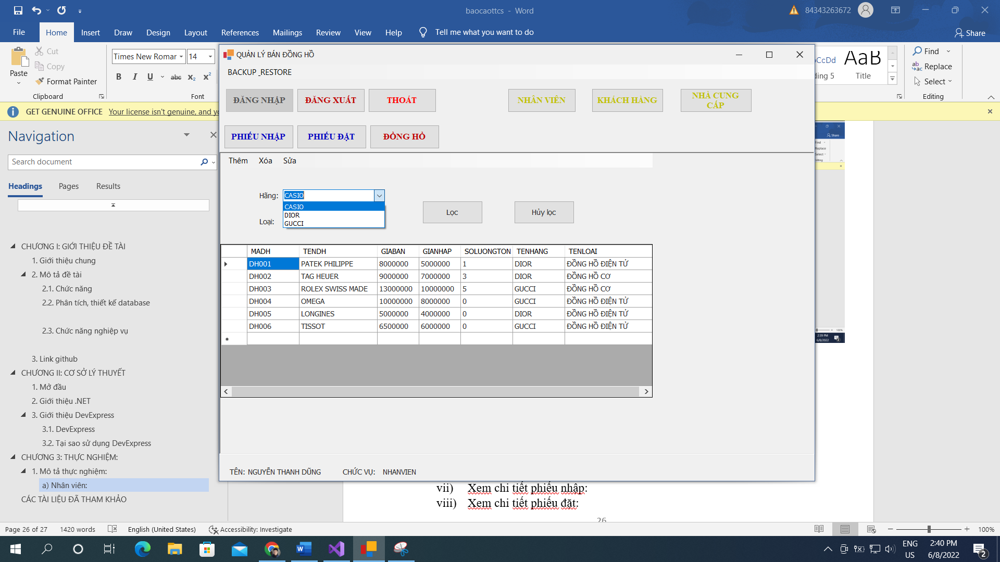 baocaottcs - Word
84343263672
File Home Insert Draw Design Layout References Mailings Review View Help Tell me what you want to do
Share
Paste
Cut
Copy
Format Painter
Clipboard
Times New Roman 14
B I U abc x₂ x²
Font
AaB
Title
Find
Replace
Select
Editing
GET GENUINE OFFICE Your license isn't genuine, and
Navigation
Search document
Headings Pages Results
CHƯƠNG I: GIỚI THIỆU ĐỀ TÀI
1. Giới thiệu chung
2. Mô tả đề tài
2.1. Chức năng
2.2. Phân tích, thiết kế database
2.3. Chức năng nghiệp vụ
3. Link github
CHƯƠNG II: CƠ SỞ LÝ THUYẾT
1. Mở đầu
2. Giới thiệu .NET
3. Giới thiệu DevExpress
3.1. DevExpress
3.2. Tại sao sử dụng DevExpress
CHƯƠNG 3: THỰC NGHIỆM:
1. Mô tả thực nghiệm:
a) Nhân viên:
CÁC TÀI LIỆU ĐÃ THAM KHẢO
QUẢN LÝ BÁN ĐỒNG HỒ
BACKUP _RESTORE
ĐĂNG NHẬP ĐĂNG XUẤT THOÁT NHÂN VIÊN KHÁCH HÀNG NHÀ CUNG CẤP
PHIẾU NHẬP PHIẾU ĐẶT ĐỒNG HỒ
Thêm Xóa Sửa
Hãng: CASIO
CASIO
DIOR
GUCCI
Loại:
Lọc Hủy lọc
MADH TENDH GIABAN GIANHAP SOLUONGTON TENHANG TENLOAI
DH001 PATEK PHILIPPE 8000000 5000000 1 DIOR ĐỒNG HỒ ĐIỆN TỬ
DH002 TAG HEUER 9000000 7000000 3 DIOR ĐỒNG HỒ CƠ
DH003 ROLEX SWISS MADE 13000000 10000000 5 GUCCI ĐỒNG HỒ CƠ
DH004 OMEGA 10000000 8000000 0 GUCCI ĐỒNG HỒ ĐIỆN TỬ
DH005 LONGINES 5000000 4000000 0 DIOR ĐỒNG HỒ ĐIỆN TỬ
DH006 TISSOT 6500000 6000000 0 GUCCI ĐỒNG HỒ ĐIỆN TỬ
TÊN: NGUYỄN THANH DŨNG CHỨC VỤ: NHANVIEN
vii) Xem chi tiết phiếu nhập:
viii) Xem chi tiết phiếu đặt:
26
Page 26 of 27 1420 words English (United States) Accessibility: Investigate 100%
ENG
US
2:40 PM
6/8/2022
2